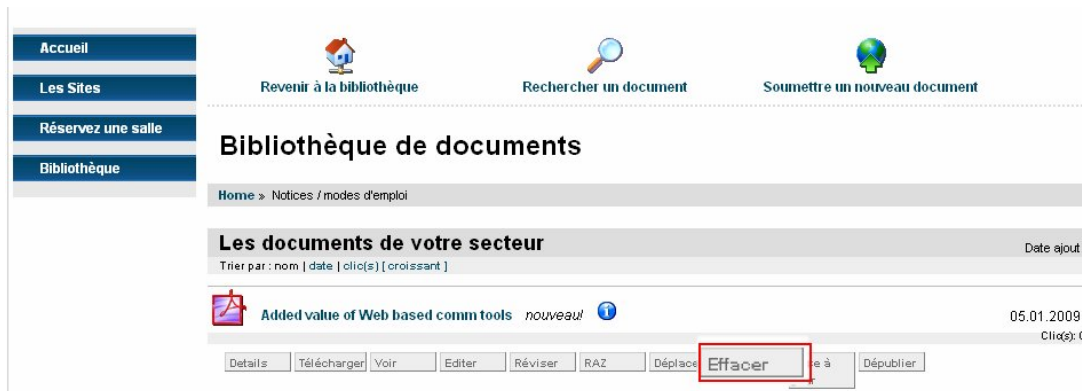 Accueil
Les Sites
Réservez une salle
Bibliothèque
Revenir à la bibliothèque
Rechercher un document
Soumettre un nouveau document
Bibliothèque de documents
Home » Notices / modes d'emploi
Les documents de votre secteur
Date ajout
Trier par : nom | date | clic(s) [ croissant ]
Added value of Web based comm tools nouveau!
05.01.2009
Clic(s):
Details Télécharger Voir Editer Réviser RAZ Effacer à Dépublier